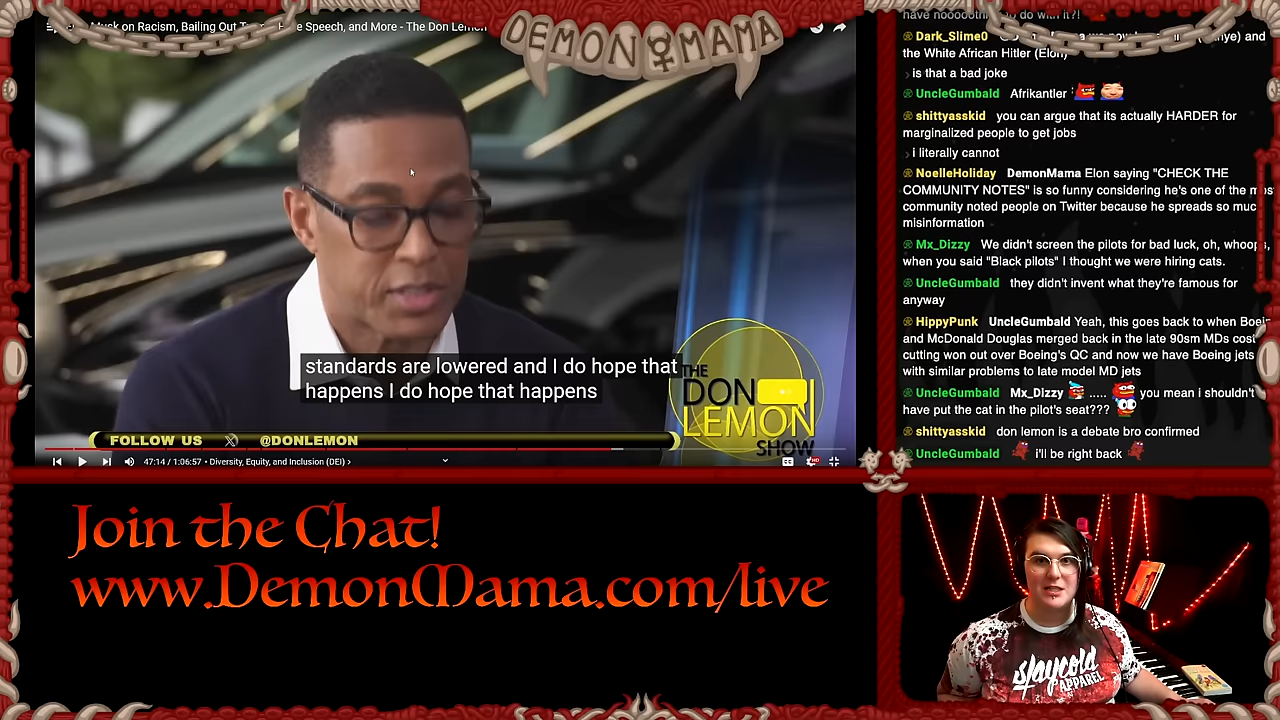 Musk on Racism, Bailing Out
Speech, and More - The Don Lemon
DEMON MAMA
standards are lowered and I do hope that
happens I do hope that happens
THE
DON
LEMON
SHOW
FOLLOW US
@DONLEMON
47:14 / 1:06:57 • Diversity, Equity, and Inclusion (DEI) ›
CC
HD
do with it?!
Dark_Slime0
and
the White African Hitler (Elon)
is that a bad joke
UncleGumbald Afrikantler
shittyasskid you can argue that its actually HARDER for
marginalized people to get jobs
i literally cannot
NoelleHoliday DemonMama Elon saying "CHECK THE
COMMUNITY NOTES" is so funny considering he's one of the most
community noted people on Twitter because he spreads so muc
misinformation
Mx_Dizzy We didn't screen the pilots for bad luck, oh, whoops,
when you said "Black pilots" I thought we were hiring cats.
UncleGumbald they didn't invent what they're famous for
anyway
HippyPunk UncleGumbald Yeah, this goes back to when Boein
and McDonald Douglas merged back in the late 90sm MDs cost
cutting won out over Boeing's QC and now we have Boeing jets
with similar problems to late model MD jets
UncleGumbald Mx_Dizzy ..... you mean i shouldn't
have put the cat in the pilot's seat???
shittyasskid don lemon is a debate bro confirmed
UncleGumbald i'll be right back
Join the Chat!
www.DemonMama.com/live
slaycold
APPAREL